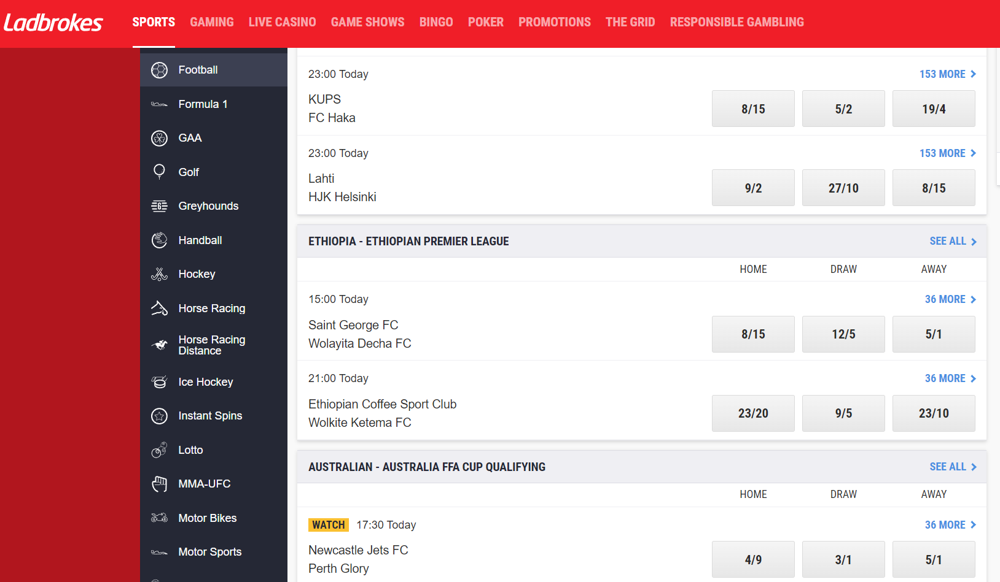 Ladbrokes
SPORTS GAMING LIVE CASINO GAME SHOWS BINGO POKER PROMOTIONS THE GRID RESPONSIBLE GAMBLING
Football
Formula 1
GAA
Golf
Greyhounds
Handball
Hockey
Horse Racing
Horse Racing
Distance
Ice Hockey
Instant Spins
Lotto
MMA-UFC
Motor Bikes
Motor Sports
23:00 Today 153 MORE
KUPS
FC Haka
8/15 5/2 19/4
23:00 Today 153 MORE
Lahti
HJK Helsinki
9/2 27/10 8/15
ETHIOPIA - ETHIOPIAN PREMIER LEAGUE SEE ALL
HOME DRAW AWAY
15:00 Today 36 MORE
Saint George FC
Wolayita Decha FC
8/15 12/5 5/1
21:00 Today 36 MORE
Ethiopian Coffee Sport Club
Wolkite Ketema FC
23/20 9/5 23/10
AUSTRALIAN - AUSTRALIA FFA CUP QUALIFYING SEE ALL
HOME DRAW AWAY
WATCH 17:30 Today 36 MORE
Newcastle Jets FC
Perth Glory
4/9 3/1 5/1